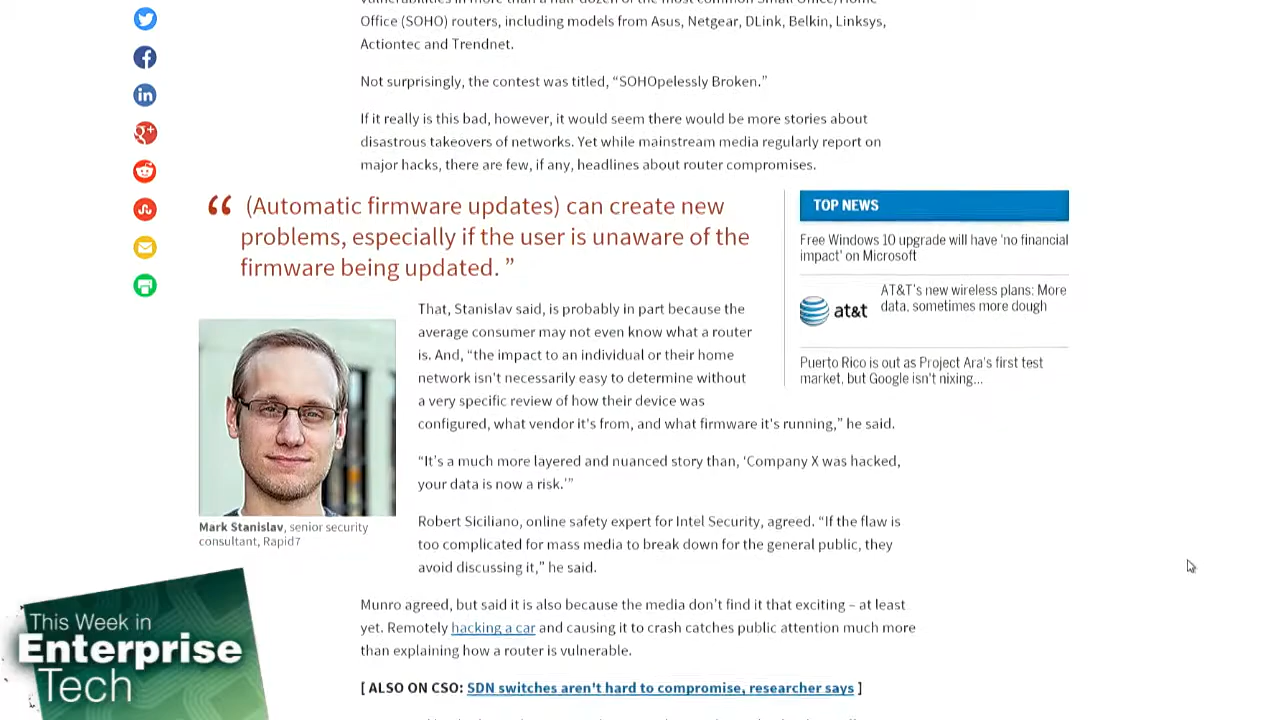 Office (SOHO) routers, including models from Asus, Netgear, DLink, Belkin, Linksys,
Actiontec and Trendnet.
Not surprisingly, the contest was titled, “SOHOpelessly Broken.”
If it really is this bad, however, it would seem there would be more stories about
disastrous takeovers of networks. Yet while mainstream media regularly report on
major hacks, there are few, if any, headlines about router compromises.
“ (Automatic firmware updates) can create new
problems, especially if the user is unaware of the
firmware being updated. ”
TOP NEWS
Free Windows 10 upgrade will have 'no financial
impact' on Microsoft
AT&T's new wireless plans: More
data, sometimes more dough
at&t
Puerto Rico is out as Project Ara's first test
market, but Google isn't nixing...
That, Stanislav said, is probably in part because the
average consumer may not even know what a router
is. And, “the impact to an individual or their home
network isn't necessarily easy to determine without
a very specific review of how their device was
configured, what vendor it's from, and what firmware it's running,” he said.
“It's a much more layered and nuanced story than, ‘Company X was hacked,
your data is now a risk.’”
Mark Stanislav, senior security
consultant, Rapid7
Robert Siciliano, online safety expert for Intel Security, agreed. “If the flaw is
too complicated for mass media to break down for the general public, they
avoid discussing it,” he said.
Munro agreed, but said it is also because the media don't find it that exciting – at least
yet. Remotely hacking a car and causing it to crash catches public attention much more
than explaining how a router is vulnerable.
[ ALSO ON CSO: SDN switches aren't hard to compromise, researcher says ]
This Week in
Enterprise
Tech